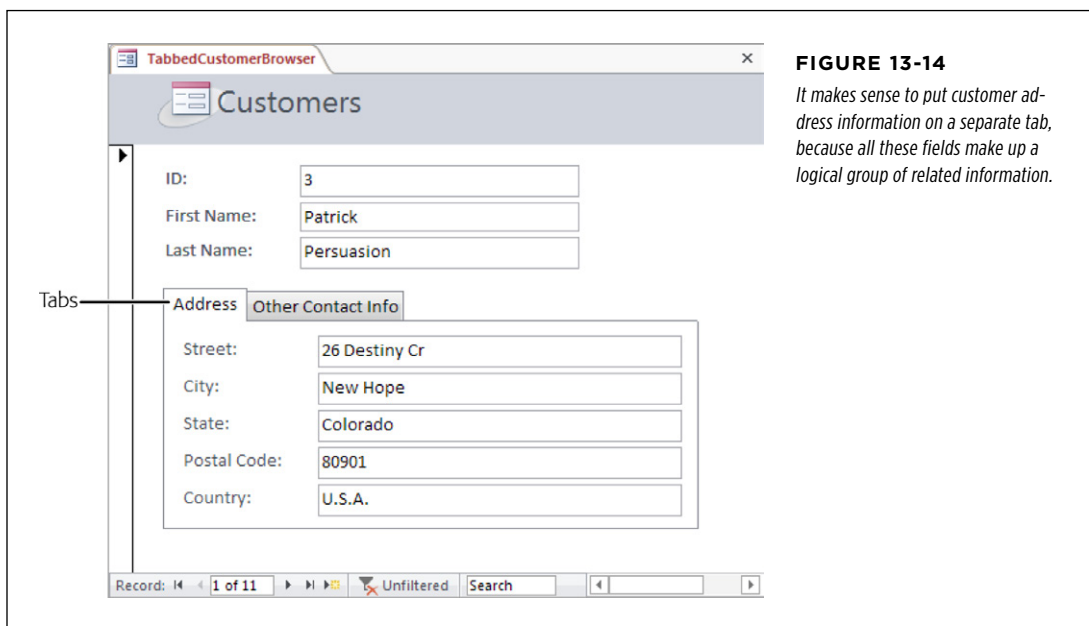 TabbedCustomerBrowser
Customers
ID: 3
First Name: Patrick
Last Name: Persuasion
Tabs
Address Other Contact Info
Street: 26 Destiny Cr
City: New Hope
State: Colorado
Postal Code: 80901
Country: U.S.A.
Record: 1 of 11 Unfiltered Search
FIGURE 13-14
It makes sense to put customer ad-
dress information on a separate tab,
because all these fields make up a
logical group of related information.